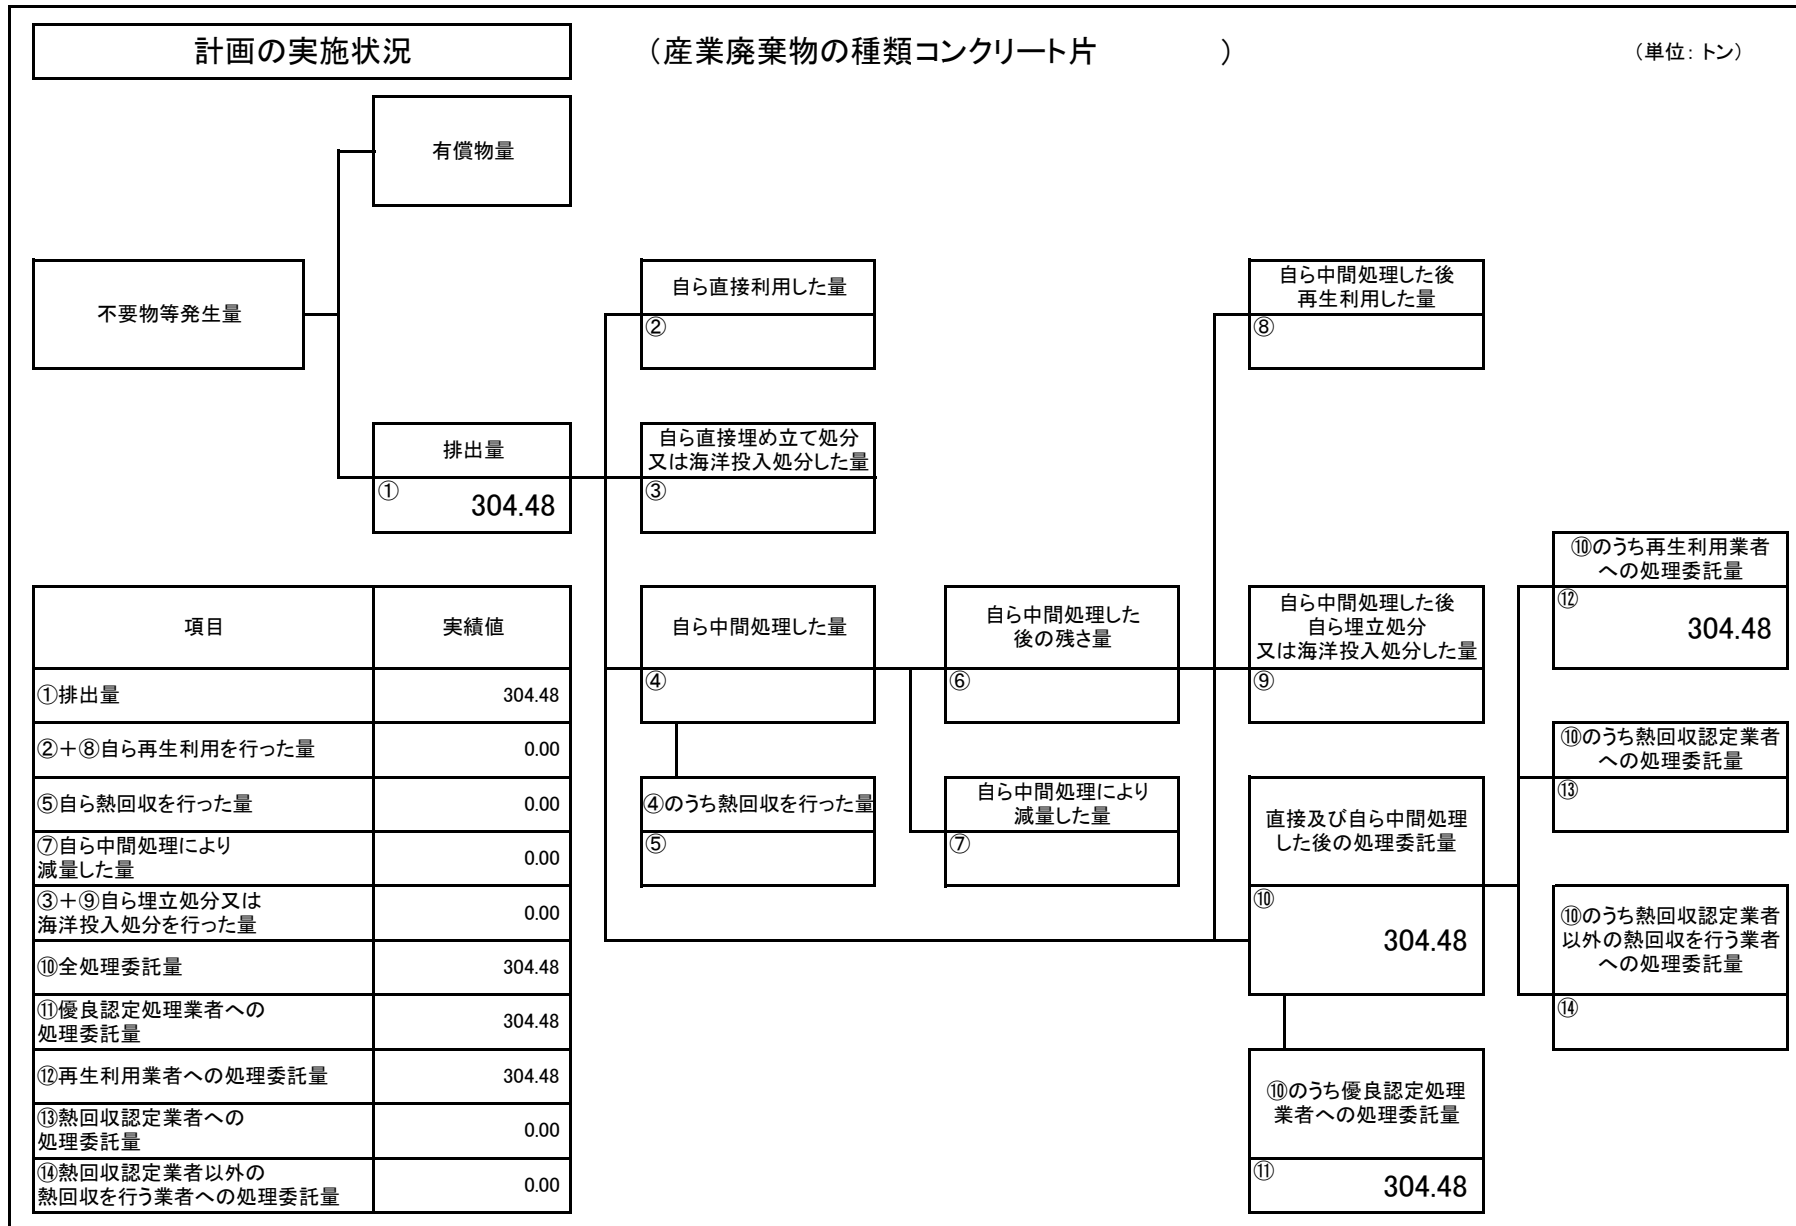 計画の実施状況
（産業廃棄物の種類コンクリート片　　　　）
（単位：トン）
有償物量
不要物等発生量
自ら直接利用した量
②
自ら中間処理した後
再生利用した量
⑧
排出量
① 304.48
自ら直接埋め立て処分
又は海洋投入処分した量
③
⑩のうち再生利用業者
への処理委託量
⑫
304.48
自ら中間処理した量
④
自ら中間処理した
後の残さ量
⑥
自ら中間処理した後
自ら埋立処分
又は海洋投入処分した量
⑨
⑩のうち熱回収認定業者
への処理委託量
⑬
④のうち熱回収を行った量
⑤
自ら中間処理により
減量した量
⑦
直接及び自ら中間処理
した後の処理委託量
⑩
304.48
⑩のうち熱回収認定業者
以外の熱回収を行う業者
への処理委託量
⑭
⑩のうち優良認定処理
業者への処理委託量
⑪ 304.48
項目 実績値
①排出量 304.48
②＋⑧自ら再生利用を行った量 0.00
⑤自ら熱回収を行った量 0.00
⑦自ら中間処理により
減量した量 0.00
③＋⑨自ら埋立処分又は
海洋投入処分を行った量 0.00
⑩全処理委託量 304.48
⑪優良認定処理業者への
処理委託量 304.48
⑫再生利用業者への処理委託量 304.48
⑬熱回収認定業者への
処理委託量 0.00
⑭熱回収認定業者以外の
熱回収を行う業者への処理委託量 0.00